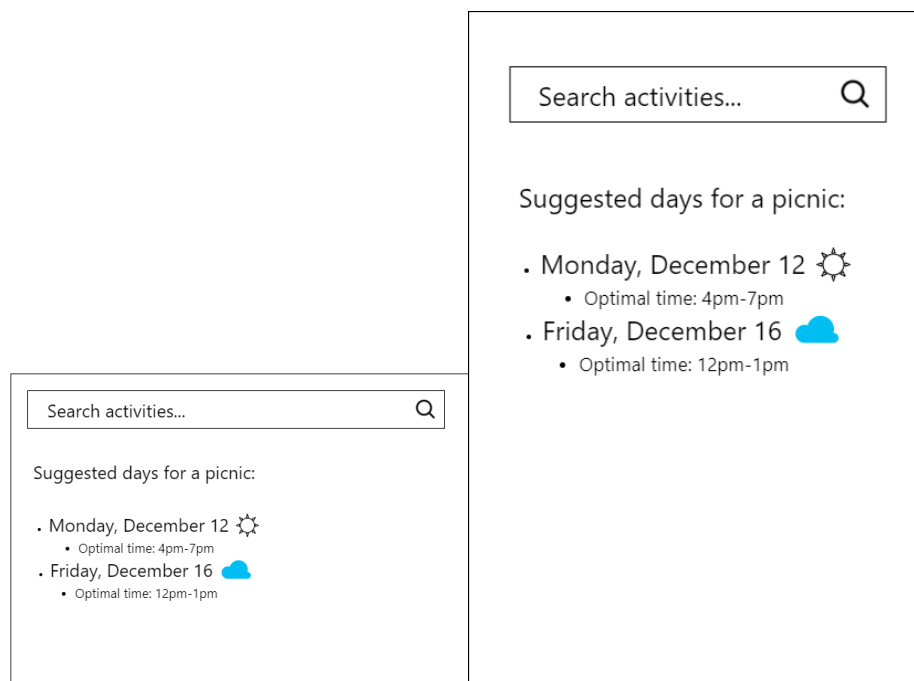 Search activities...
Suggested days for a picnic:
Monday, December 12
Optimal time: 4pm-7pm
Friday, December 16
Optimal time: 12pm-1pm
Search activities...
Suggested days for a picnic:
Monday, December 12
Optimal time: 4pm-7pm
Friday, December 16
Optimal time: 12pm-1pm